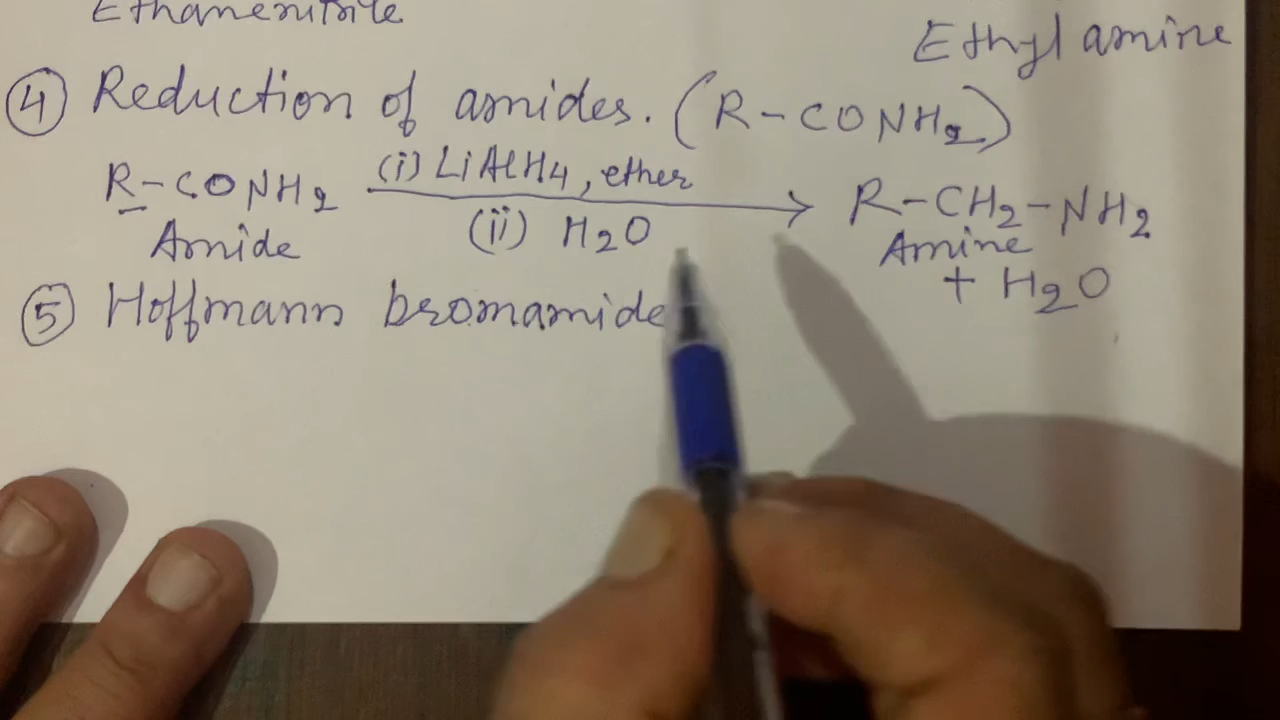 Ethanenitrile
Ethyl amine
④ Reduction of amides. (R-CONH2)
R-CONH2 (i) LiAlH4, ether → R-CH2-NH2
(ii) H2O
Amide Amine
+ H2O
⑤ Hoffmann bromamide